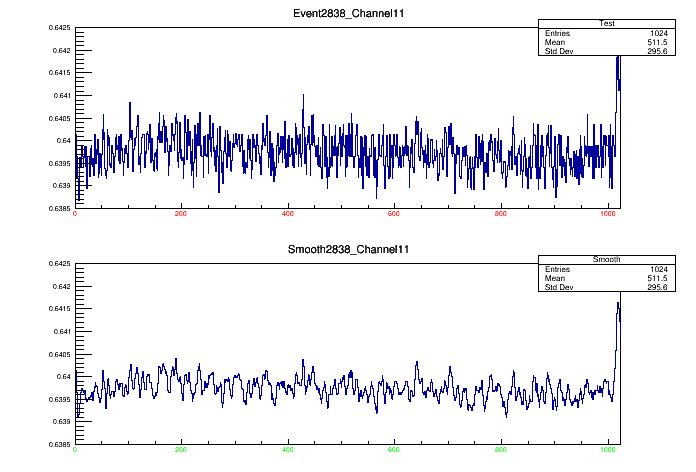 Event2838_Channel11
Test
Entries 1024
Mean 511.5
Std Dev 295.6
0.6425
0.642
0.6415
0.641
0.6405
0.64
0.6395
0.639
0.6385
0 200 400 600 800 1000
Smooth2838_Channel11
Smooth
Entries 1024
Mean 511.5
Std Dev 295.6
0.6425
0.642
0.6415
0.641
0.6405
0.64
0.6395
0.639
0.6385
0 200 400 600 800 1000